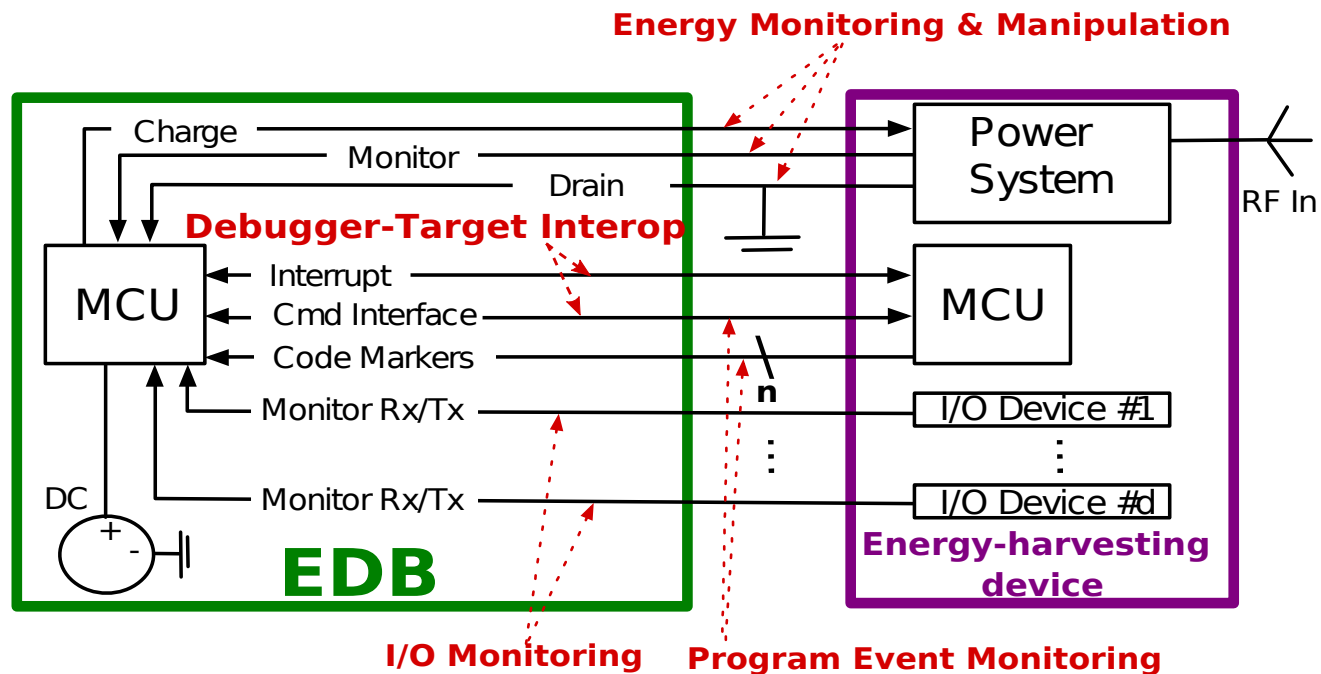 Energy Monitoring & Manipulation
Charge
Monitor
Drain
Power
System
RF In
Debugger-Target Interop
MCU
Interrupt
Cmd Interface
Code Markers
MCU
n
Monitor Rx/Tx
I/O Device #1
...
...
Monitor Rx/Tx
I/O Device #d
DC
+
-
EDB
Energy-harvesting
device
I/O Monitoring
Program Event Monitoring